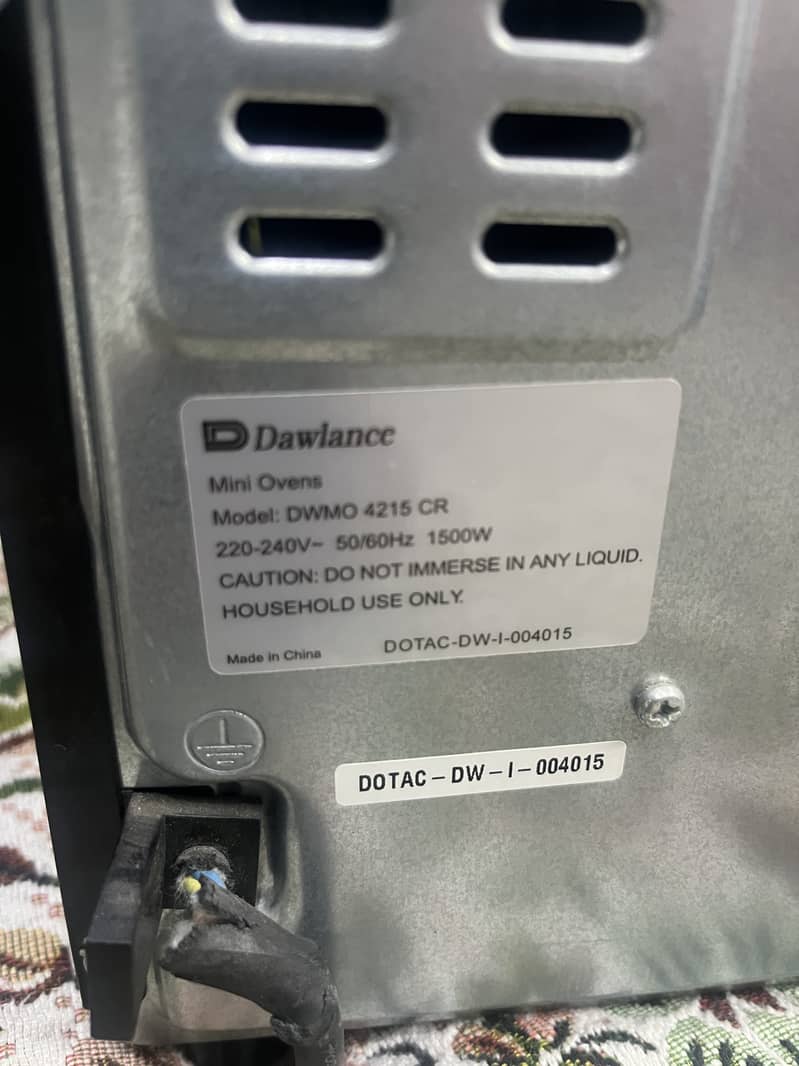 Dawlance
Mini Ovens
Model: DWMO 4215 CR
220-240V~ 50/60Hz 1500W
CAUTION: DO NOT IMMERSE IN ANY LIQUID.
HOUSEHOLD USE ONLY.
Made in China DOTAC-DW-I-004015
DOTAC-DW-I-004015